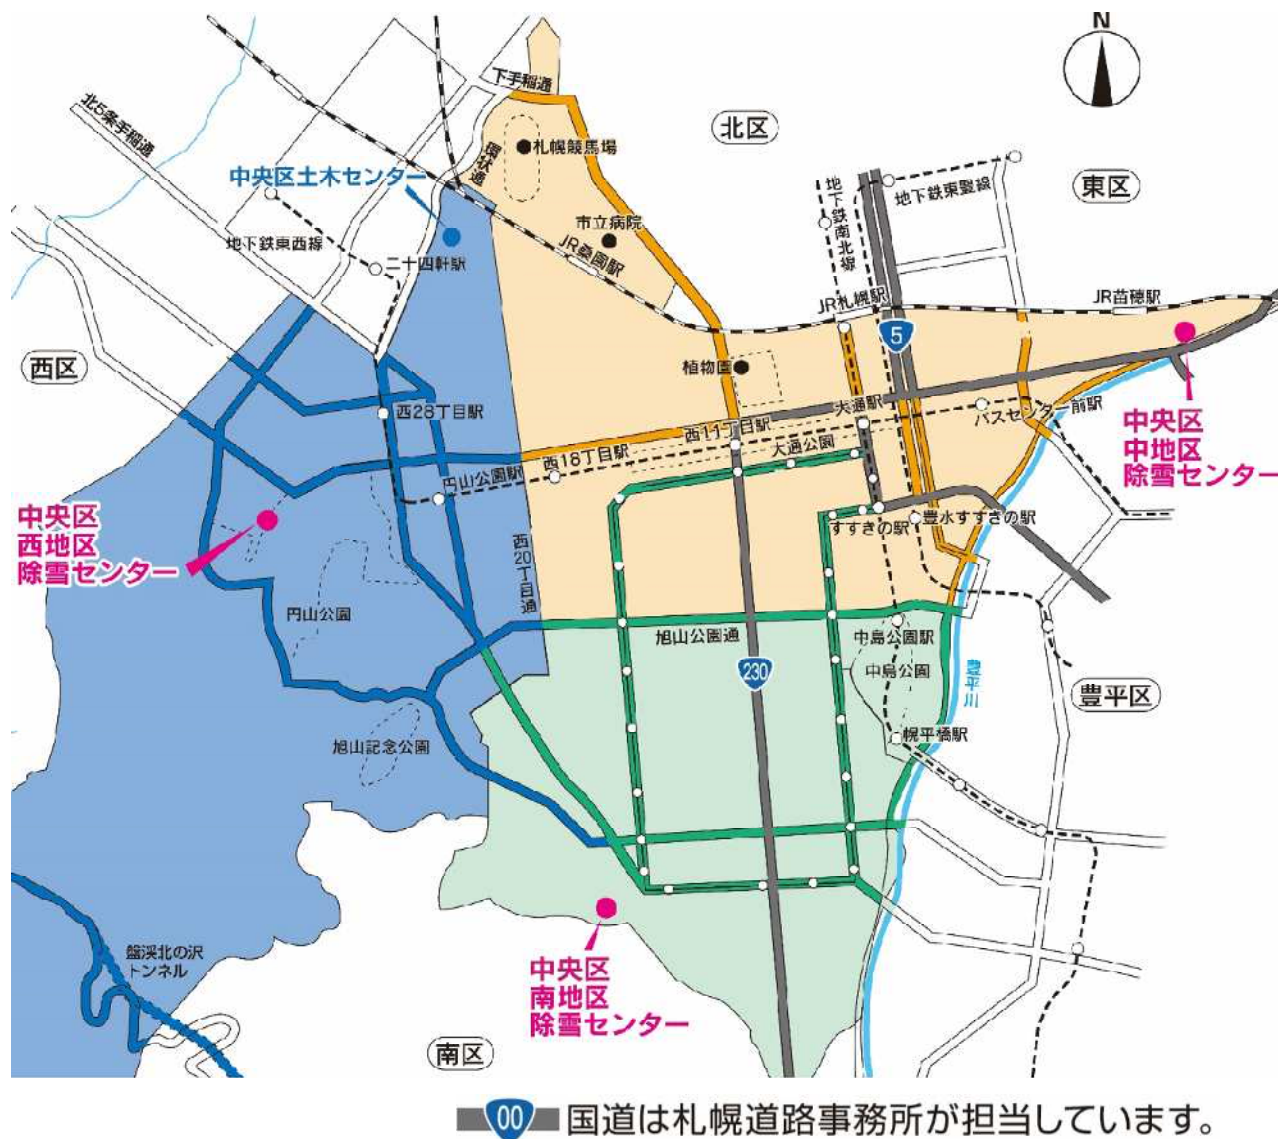 N
下手稲通
北5条手稲通
環状通
札幌競馬場
北区
中央区土木センター
地下鉄東豊線
東区
地下鉄南北線
市立病院
JR桑園駅
地下鉄東西線
二十四軒駅
JR札幌駅
JR苗穂駅
5
西区
植物園
西28丁目駅
大通駅
バスセンター前駅
西11丁目駅
大通公園
西18丁目駅
円山公園駅
中央区
中地区
除雪センター
中央区
西地区
除雪センター
すすきの駅
豊水すすきの駅
西20丁目通
円山公園
旭山公園通
中島公園駅
中島公園
230
豊平川
豊平区
旭山記念公園
幌平橋駅
盤渓北の沢
トンネル
中央区
南地区
除雪センター
南区
00 国道は札幌道路事務所が担当しています。